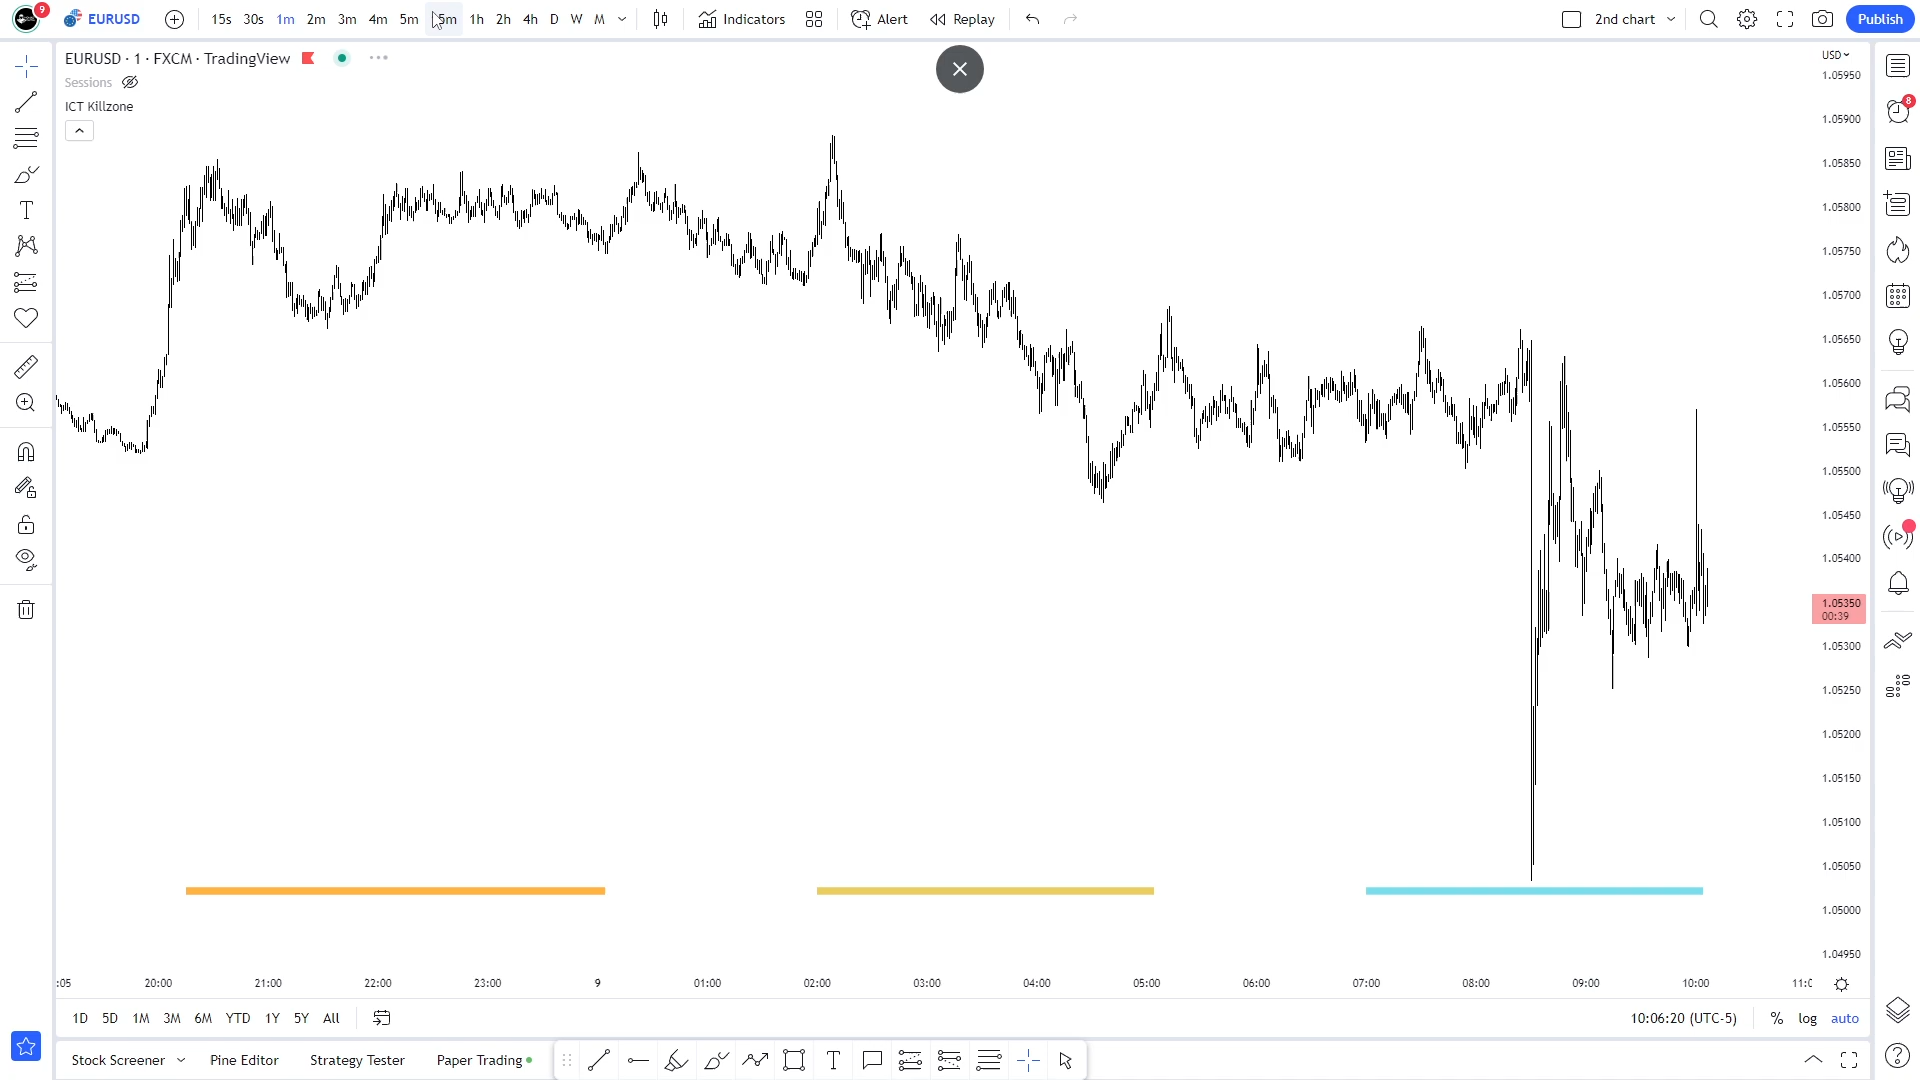 9 EURUSD 15s 30s 1m 2m 3m 4m 5m 5m 1h 2h 4h D W M Indicators Alert Replay 2nd chart Publish
EURUSD · 1 · FXCM · TradingView
USD
Sessions
ICT Killzone
8
1.05950
1.05900
1.05850
1.05800
1.05750
1.05700
1.05650
1.05600
1.05550
1.05500
1.05450
1.05400
1.05350
00:39
1.05300
1.05250
1.05200
1.05150
1.05100
1.05050
1.05000
1.04950
:05 20:00 21:00 22:00 23:00 9 01:00 02:00 03:00 04:00 05:00 06:00 07:00 08:00 09:00 10:00 11:0
1D 5D 1M 3M 6M YTD 1Y 5Y All 10:06:20 (UTC-5) % log auto
Stock Screener Pine Editor Strategy Tester Paper Trading